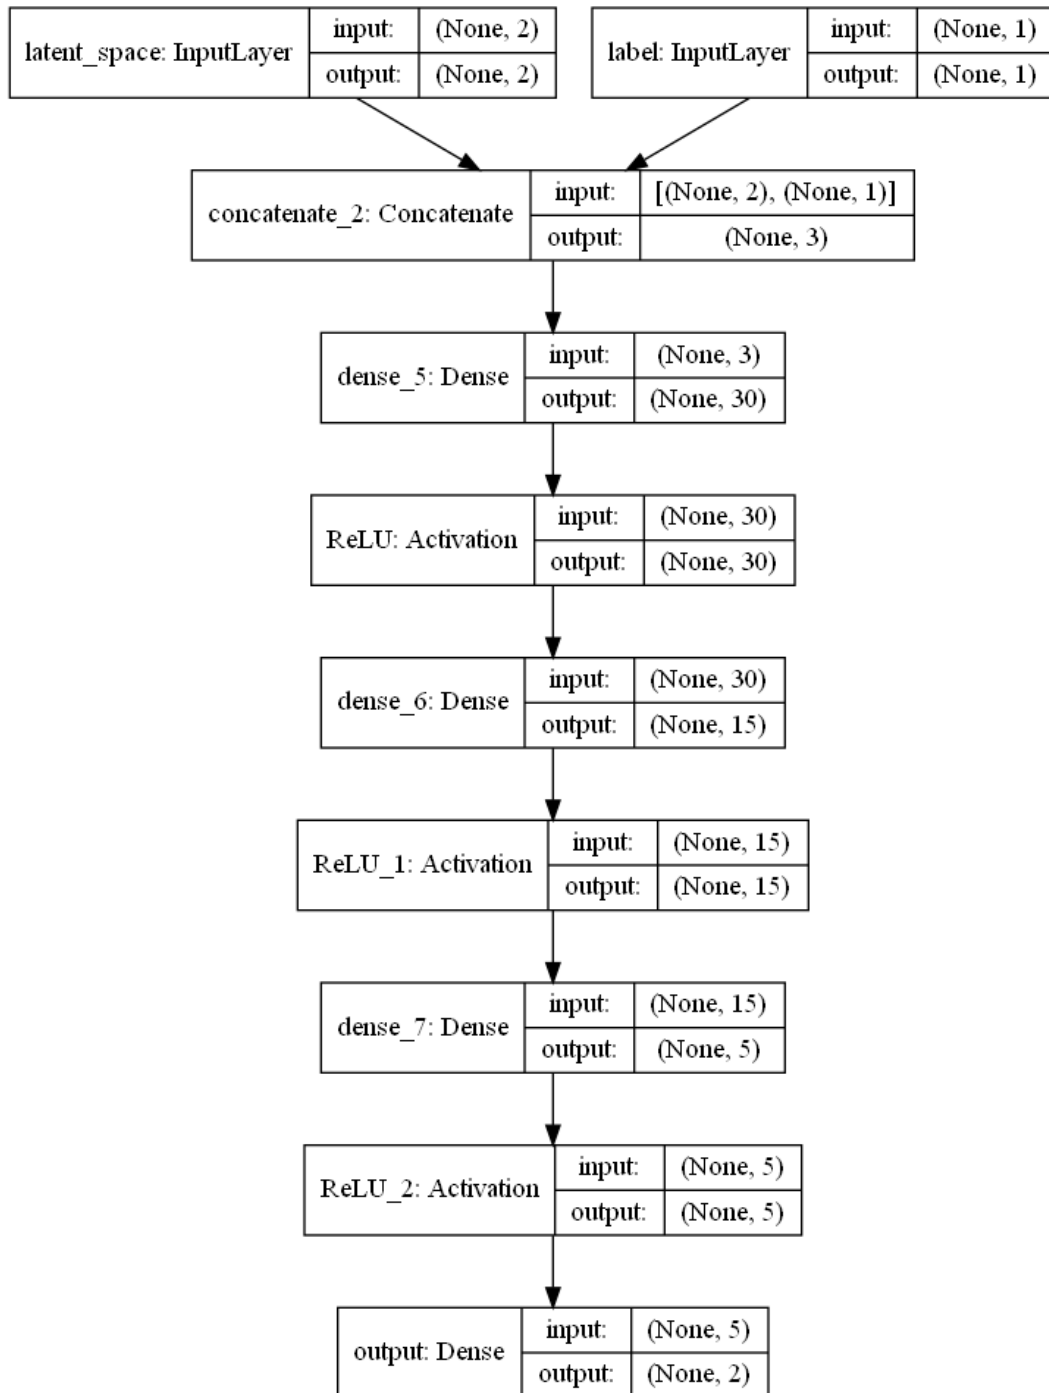 latent_space: InputLayer
input: (None, 2)
output: (None, 2)
label: InputLayer
input: (None, 1)
output: (None, 1)
concatenate_2: Concatenate
input: [(None, 2), (None, 1)]
output: (None, 3)
dense_5: Dense
input: (None, 3)
output: (None, 30)
ReLU: Activation
input: (None, 30)
output: (None, 30)
dense_6: Dense
input: (None, 30)
output: (None, 15)
ReLU_1: Activation
input: (None, 15)
output: (None, 15)
dense_7: Dense
input: (None, 15)
output: (None, 5)
ReLU_2: Activation
input: (None, 5)
output: (None, 5)
output: Dense
input: (None, 5)
output: (None, 2)